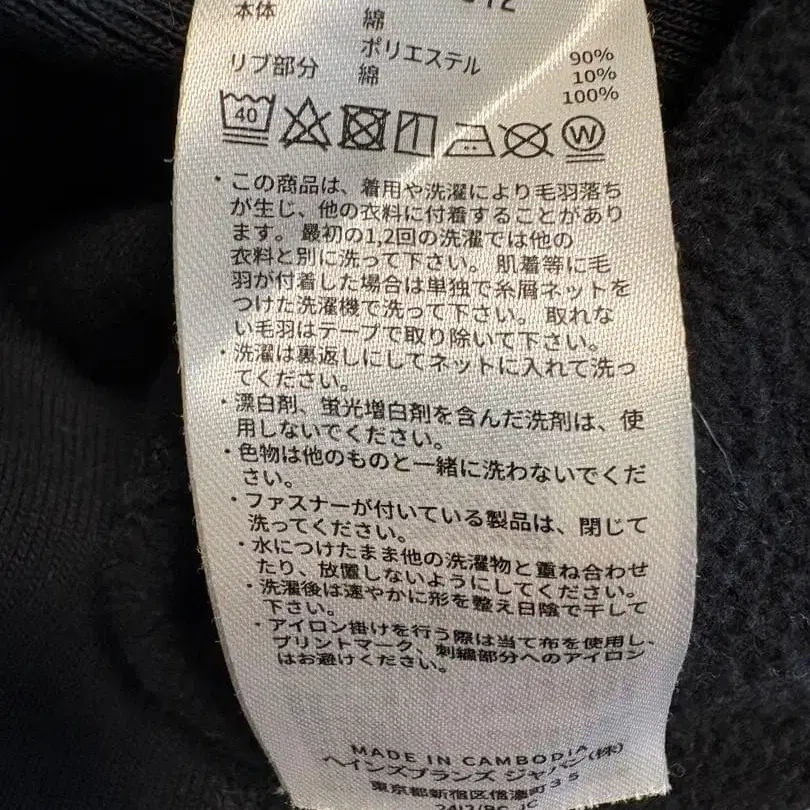 本体 綿 90%
ポリエステル 10%
リブ部分 綿 100%
40 W
・この商品は、着用や洗濯により毛羽落ち
が生じ、他の衣料に付着することがあり
ます。最初の1,2回の洗濯では他の
衣料と別に洗って下さい。肌着等に毛
羽が付着した場合は単独で糸屑ネットを
つけた洗濯機で洗って下さい。取れな
い毛羽はテープで取り除いて下さい。
・洗濯は裏返しにしてネットに入れて洗っ
てください。
・漂白剤、蛍光増白剤を含んだ洗剤は、使
用しないでください。
・色物は他のものと一緒に洗わないでくだ
さい。
・ファスナーが付いている製品は、閉じて
洗ってください。
・水につけたまま他の洗濯物と重ね合わせ
たり、放置しないようにしてください。
・洗濯後は速やかに形を整え日陰で干して
下さい。
・アイロン掛けを行う際は当て布を使用し、
プリントマーク、刺繍部分へのアイロン
はお避けください。
MADE IN CAMBODIA
ヘインズブランズ ジャパン(株)
東京都新宿区信濃町35